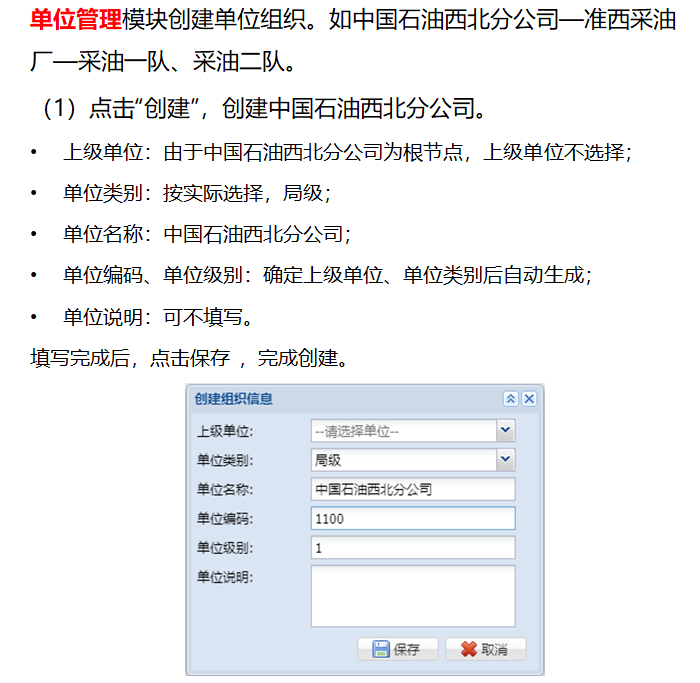 单位管理模块创建单位组织。如中国石油西北分公司—准西采油
厂—采油一队、采油二队。
（1）点击“创建”，创建中国石油西北分公司。
• 上级单位：由于中国石油西北分公司为根节点，上级单位不选择；
• 单位类别：按实际选择，局级；
• 单位名称：中国石油西北分公司；
• 单位编码、单位级别：确定上级单位、单位类别后自动生成；
• 单位说明：可不填写。
填写完成后，点击保存 ，完成创建。
创建组织信息
上级单位: --请选择单位--
单位类别: 局级
单位名称: 中国石油西北分公司
单位编码: 1100
单位级别: 1
单位说明:
保存 取消